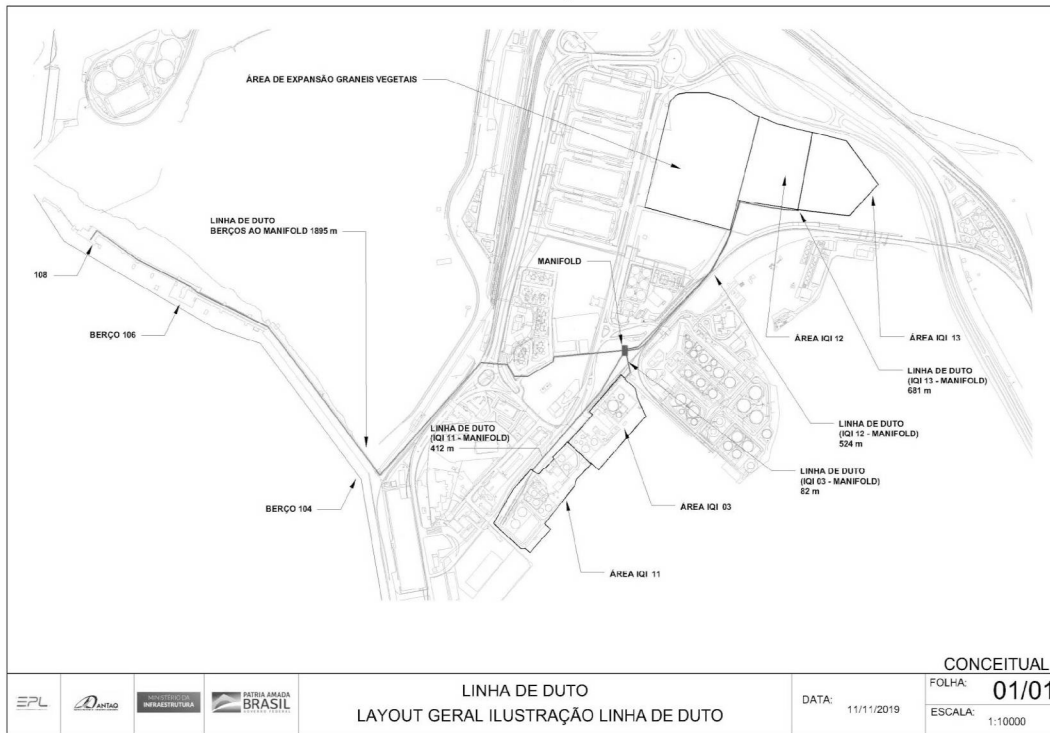 ÁREA DE EXPANSÃO GRANEIS VEGETAIS
LINHA DE DUTO
BERÇOS AO MANIFOLD 1895 m
MANIFOLD
108
BERÇO 106
ÁREA IQI 12
ÁREA IQI 13
LINHA DE DUTO
(IQI 13 - MANIFOLD)
681 m
LINHA DE DUTO
(IQI 11 - MANIFOLD)
412 m
LINHA DE DUTO
(IQI 12 - MANIFOLD)
524 m
LINHA DE DUTO
(IQI 03 - MANIFOLD)
82 m
BERÇO 104
ÁREA IQI 03
ÁREA IQI 11
CONCEITUAL
EPL
ANTAQ
MINISTÉRIO DA
INFRAESTRUTURA
PÁTRIA AMADA
BRASIL
GOVERNO FEDERAL
LINHA DE DUTO
LAYOUT GERAL ILUSTRAÇÃO LINHA DE DUTO
DATA:
11/11/2019
FOLHA:
01/01
ESCALA:
1:10000